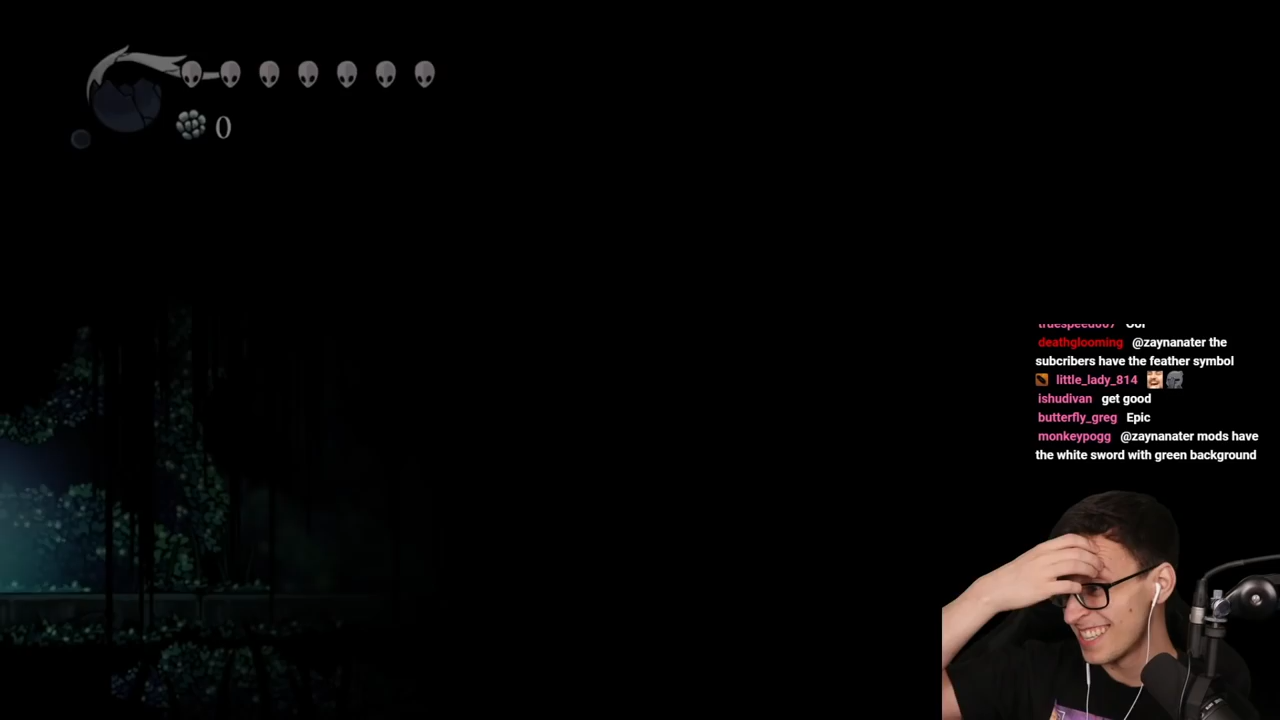 0
deathglooming @zaynanater the
subcribers have the feather symbol
little_lady_814
ishudivan get good
butterfly_greg Epic
monkeypogg @zaynanater mods have
the white sword with green background